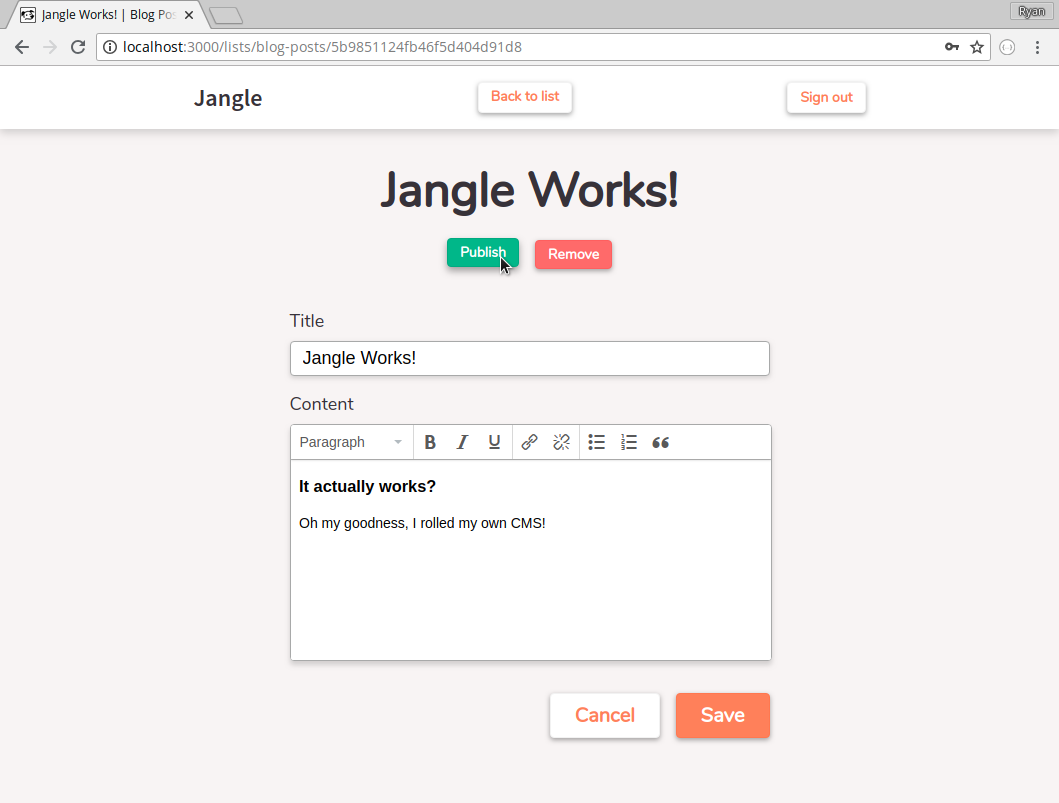 Jangle Works! | Blog Pos
Ryan
localhost:3000/lists/blog-posts/5b9851124fb46f5d404d91d8
Jangle
Back to list
Sign out
Jangle Works!
Publish
Remove
Title
Jangle Works!
Content
Paragraph
B I U
It actually works?
Oh my goodness, I rolled my own CMS!
Cancel
Save